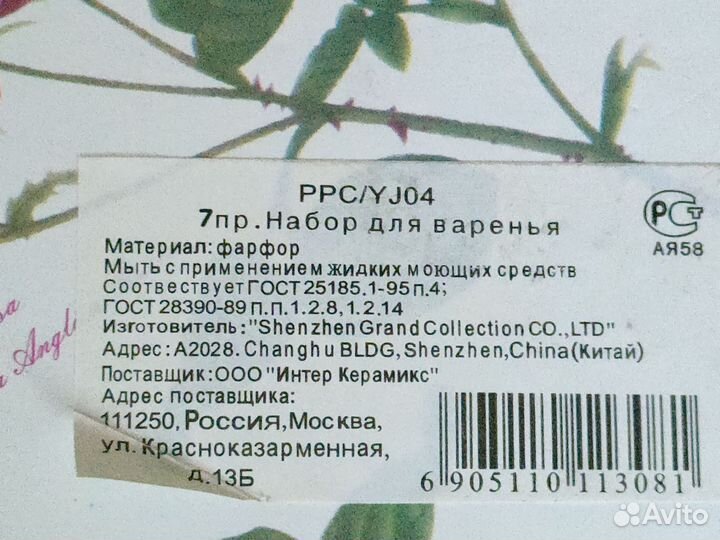 PPC/YJ04
7пр.Набор для варенья
Материал:фарфор
Мыть с применением жидких моющих средств
Соотвествует ГОСТ 25185,1-95 п.4;
ГОСТ 28390-89 п.п.1.2.8,1.2.14
Изготовитель:"Shenzhen Grand Collection CO.,LTD"
Адрес:A2028. Changhu BLDG, Shenzhen, China(Китай)
Поставщик:ООО "Интер Керамикс"
Адрес поставщика:
111250, Россия, Москва,
ул. Красноказарменная,
д.13Б
РСТ
АЯ58
6 905110 113081
Angl
Avito